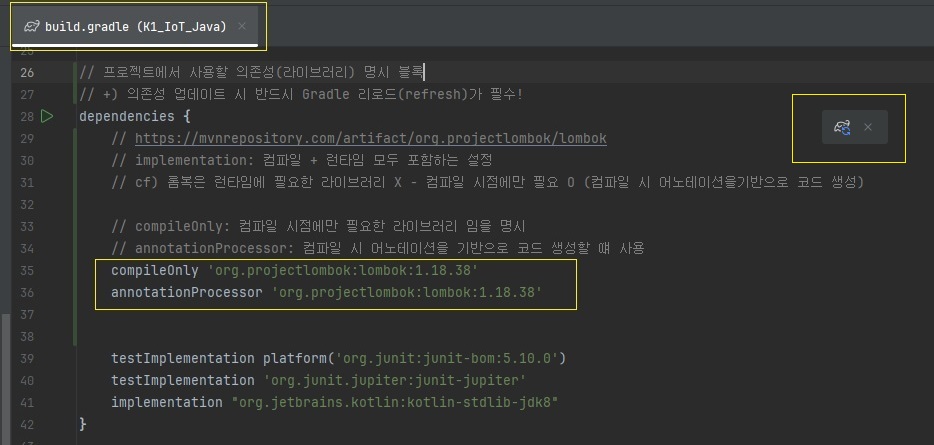 build.gradle (K1_IoT_Java)
25
26 // 프로젝트에서 사용할 의존성(라이브러리) 명시 블록
27 // +) 의존성 업데이트 시 반드시 Gradle 리로드(refresh)가 필수!
28 dependencies {
29 // https://mvnrepository.com/artifact/org.projectlombok/lombok
30 // implementation: 컴파일 + 런타임 모두 포함하는 설정
31 // cf) 롬복은 런타임에 필요한 라이브러리 X - 컴파일 시점에만 필요 O (컴파일 시 어노테이션을기반으로 코드 생성)
32
33 // compileOnly: 컴파일 시점에만 필요한 라이브러리 임을 명시
34 // annotationProcessor: 컴파일 시 어노테이션을 기반으로 코드 생성할 떄 사용
35 compileOnly 'org.projectlombok:lombok:1.18.38'
36 annotationProcessor 'org.projectlombok:lombok:1.18.38'
37
38
39 testImplementation platform('org.junit:junit-bom:5.10.0')
40 testImplementation 'org.junit.jupiter:junit-jupiter'
41 implementation "org.jetbrains.kotlin:kotlin-stdlib-jdk8"
42 }